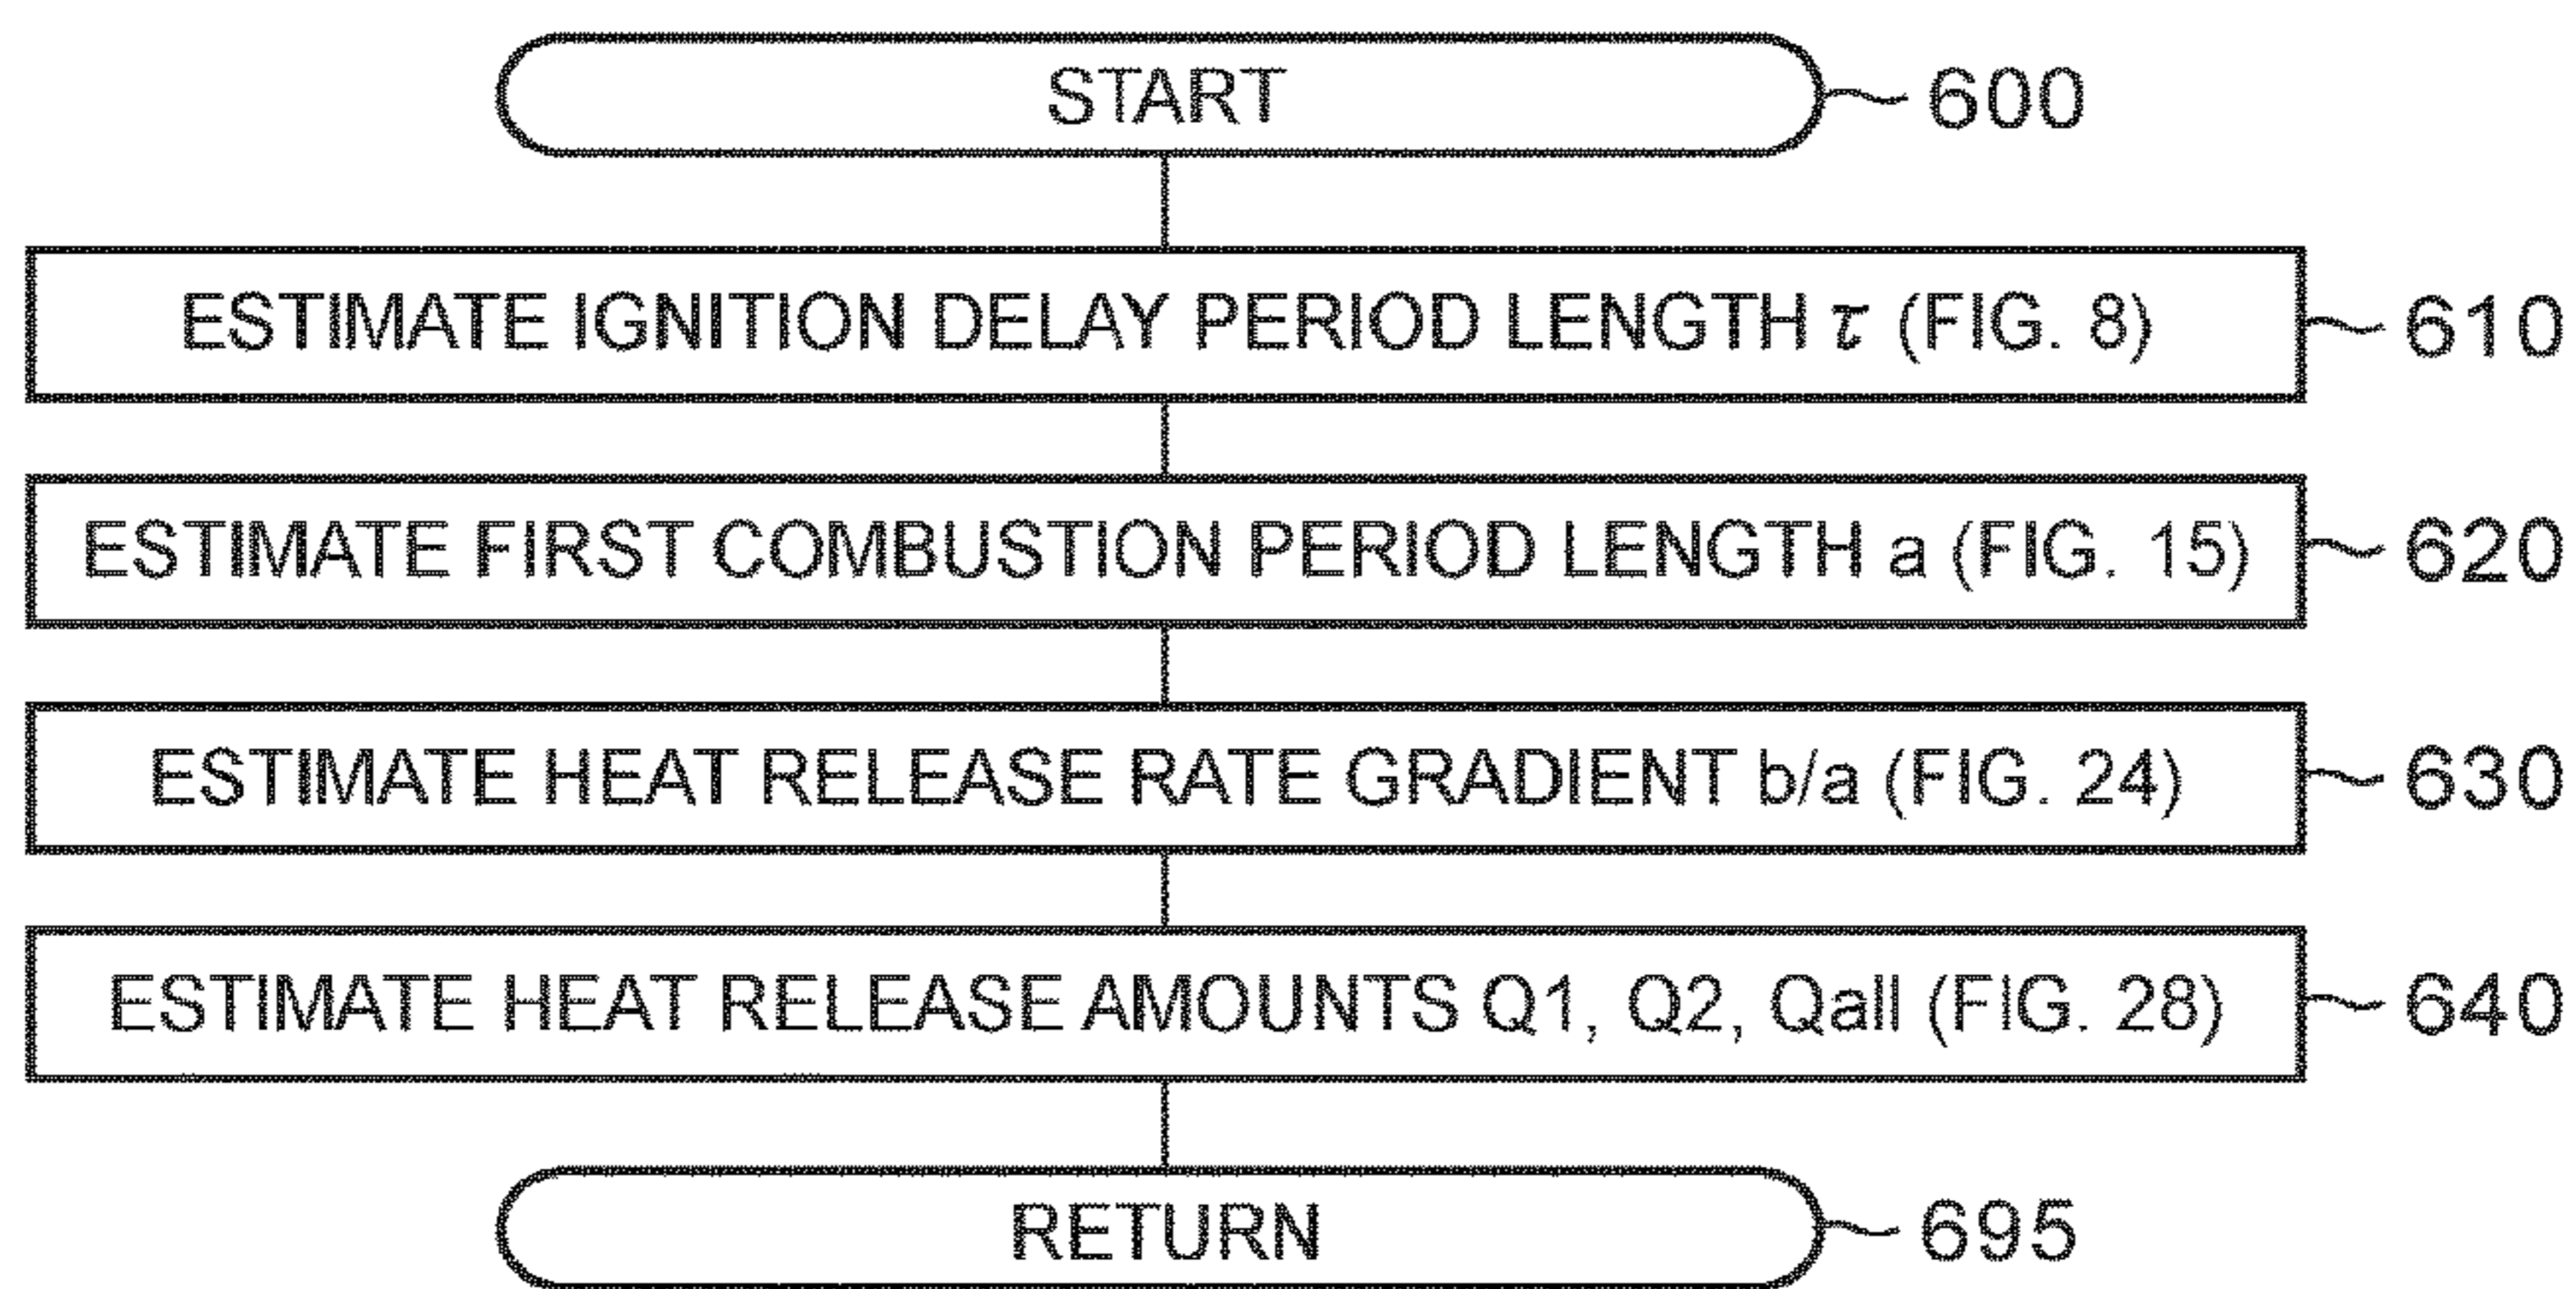 START 600
ESTIMATE IGNITION DELAY PERIOD LENGTH τ (FIG. 8) 610
ESTIMATE FIRST COMBUSTION PERIOD LENGTH a (FIG. 15) 620
ESTIMATE HEAT RELEASE RATE GRADIENT b/a (FIG. 24) 630
ESTIMATE HEAT RELEASE AMOUNTS Q1, Q2, Qall (FIG. 28) 640
RETURN 695